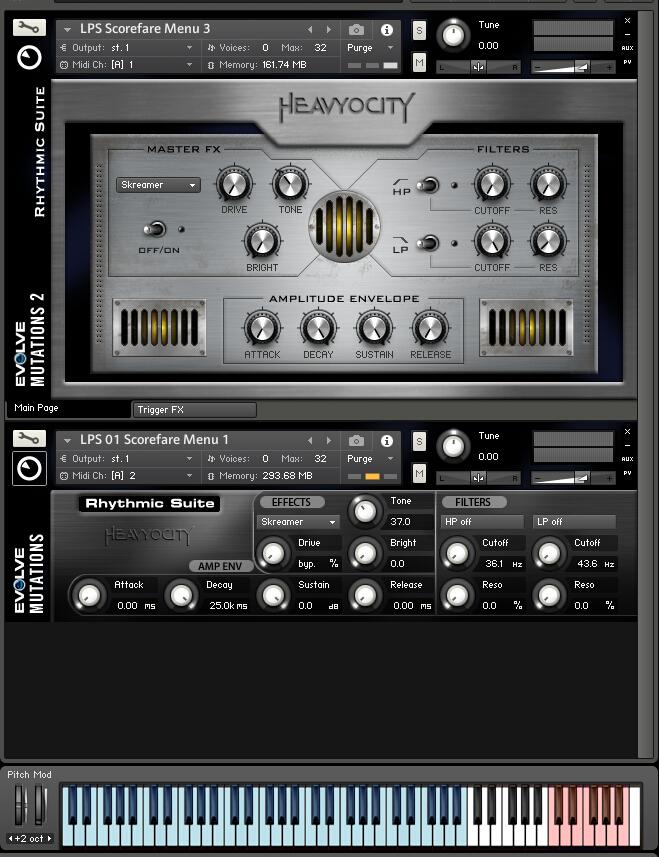 LPS Scorefare Menu 3
S
Tune
0.00
Output: st. 1
Voices: 0 Max: 32
Purge
AUX
Midi Ch: [A] 1
Memory: 161.74 MB
M
L R
- +
PV
RHYTHMIC SUITE
EVOLVE
MUTATIONS 2
HEAVYOCITY
MASTER FX
FILTERS
Skreamer
DRIVE
TONE
HP
CUTOFF
RES
OFF/ON
BRIGHT
LP
CUTOFF
RES
AMPLITUDE ENVELOPE
ATTACK
DECAY
SUSTAIN
RELEASE
Main Page
Trigger FX
LPS 01 Scorefare Menu 1
S
Tune
0.00
Output: st. 1
Voices: 0 Max: 32
Purge
AUX
Midi Ch: [A] 2
Memory: 293.68 MB
M
L R
- +
PV
EVOLVE
MUTATIONS
Rhythmic Suite
HEAVYOCITY
EFFECTS
Tone
37.0
FILTERS
Skreamer
HP off
LP off
Drive
byp. %
Bright
0.0
Cutoff
36.1 Hz
Cutoff
43.6 Hz
AMP ENV
Attack
0.00 ms
Decay
25.0k ms
Sustain
0.0 dB
Release
0.00 ms
Reso
0.0 %
Reso
0.0 %
Pitch Mod
+2 oct